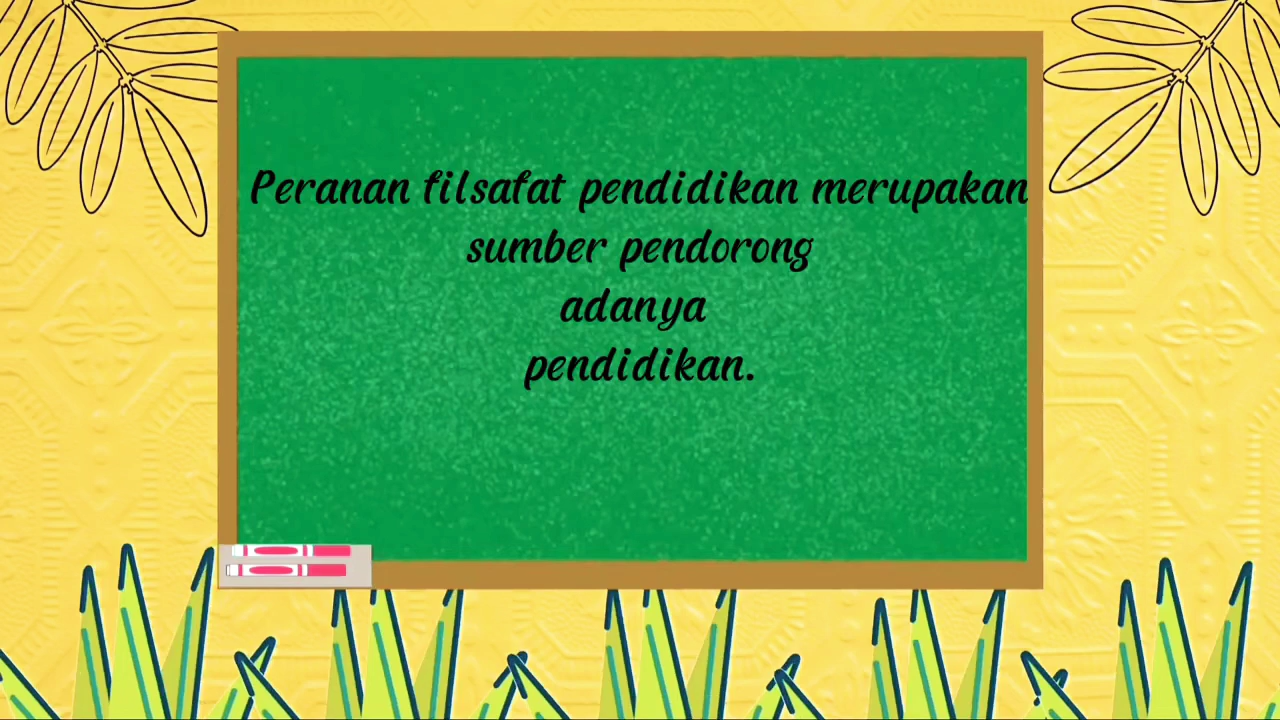 Peranan filsafat pendidikan merupakan
sumber pendorong
adanya
pendidikan.